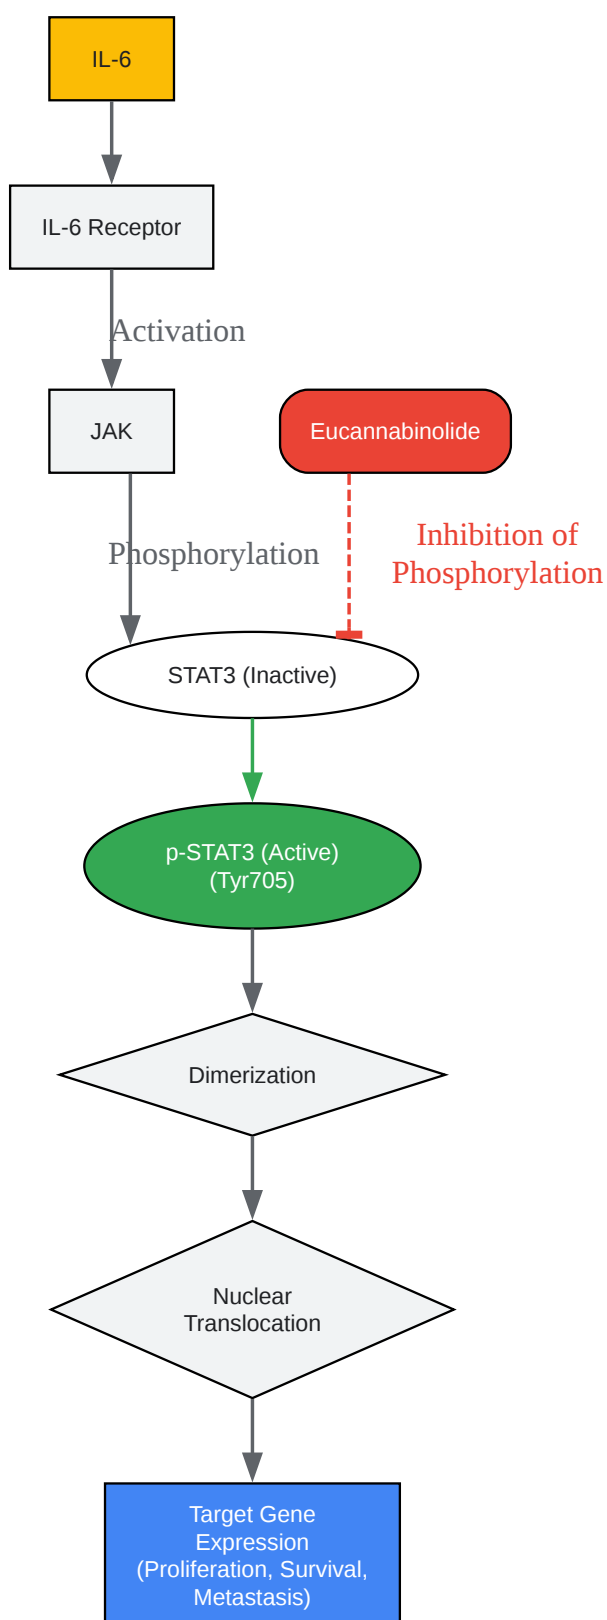 IL-6
IL-6 Receptor
Activation
JAK
Eucannabinolide
Phosphorylation
Inhibition of
Phosphorylation
STAT3 (Inactive)
p-STAT3 (Active)
(Tyr705)
Dimerization
Nuclear
Translocation
Target Gene
Expression
(Proliferation, Survival,
Metastasis)